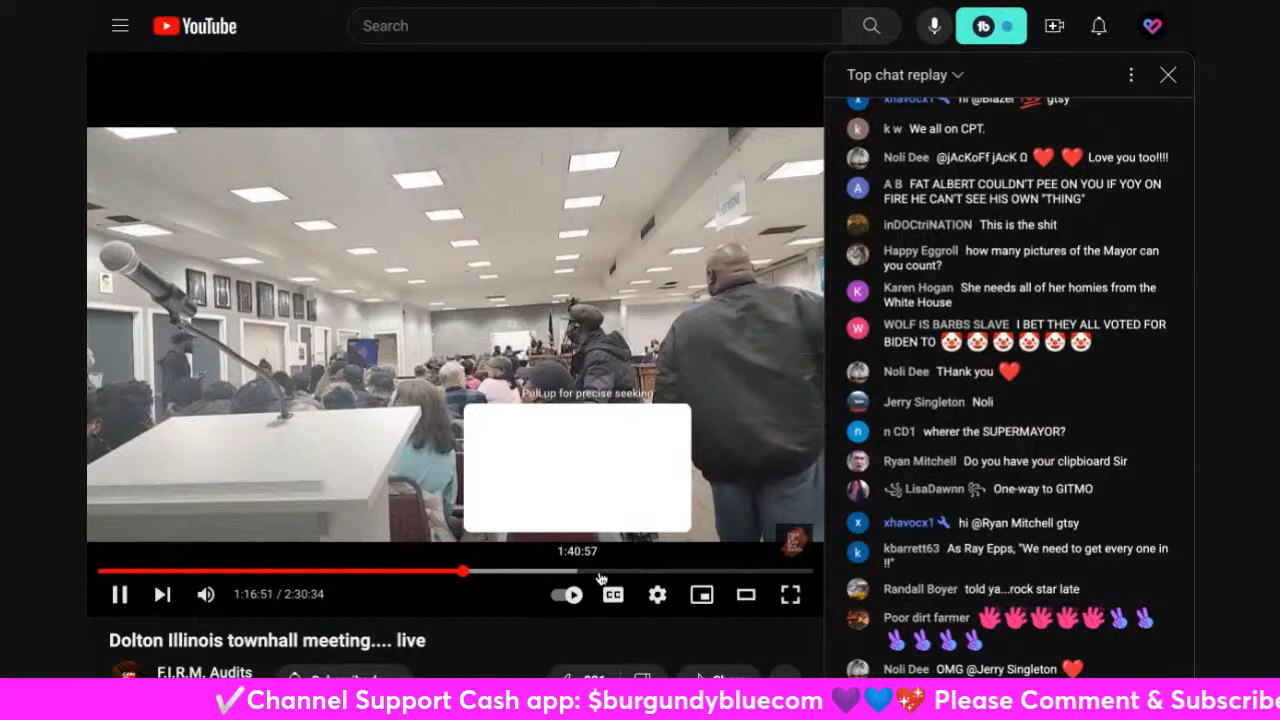 YouTube
Search
Top chat replay
xhavocx1 hi @Blazer 💯 gtsy
k w We all on CPT.
Noli Dee @jAcKoFf jAcK Ω ❤️ ❤️ Love you too!!!!
A B FAT ALBERT COULDN'T PEE ON YOU IF YOY ON
FIRE HE CAN'T SEE HIS OWN "THING"
inDOCtriNATION This is the shit
Happy Eggroll how many pictures of the Mayor can
you count?
Karen Hogan She needs all of her homies from the
White House
WOLF IS BARBS SLAVE I BET THEY ALL VOTED FOR
BIDEN TO 🤡🤡🤡🤡🤡🤡
Noli Dee THank you ❤️
Jerry Singleton Noli
n CD1 wherer the SUPERMAYOR?
Ryan Mitchell Do you have your clipbioard Sir
꧁LisaDawnn꧂ One-way to GITMO
xhavocx1 hi @Ryan Mitchell gtsy
kbarrett63 As Ray Epps, "We need to get every one in
!!"
Randall Boyer told ya...rock star late
Poor dirt farmer
Noli Dee OMG @Jerry Singleton ❤️
Pull up for precise seeking
1:40:57
1:16:51 / 2:30:34
CC
Dolton Illinois townhall meeting.... live
F.I.R.M. Audits
Subscribed
✔️Channel Support Cash app: $burgundybluecom 💜💙💖 Please Comment & Subscribe